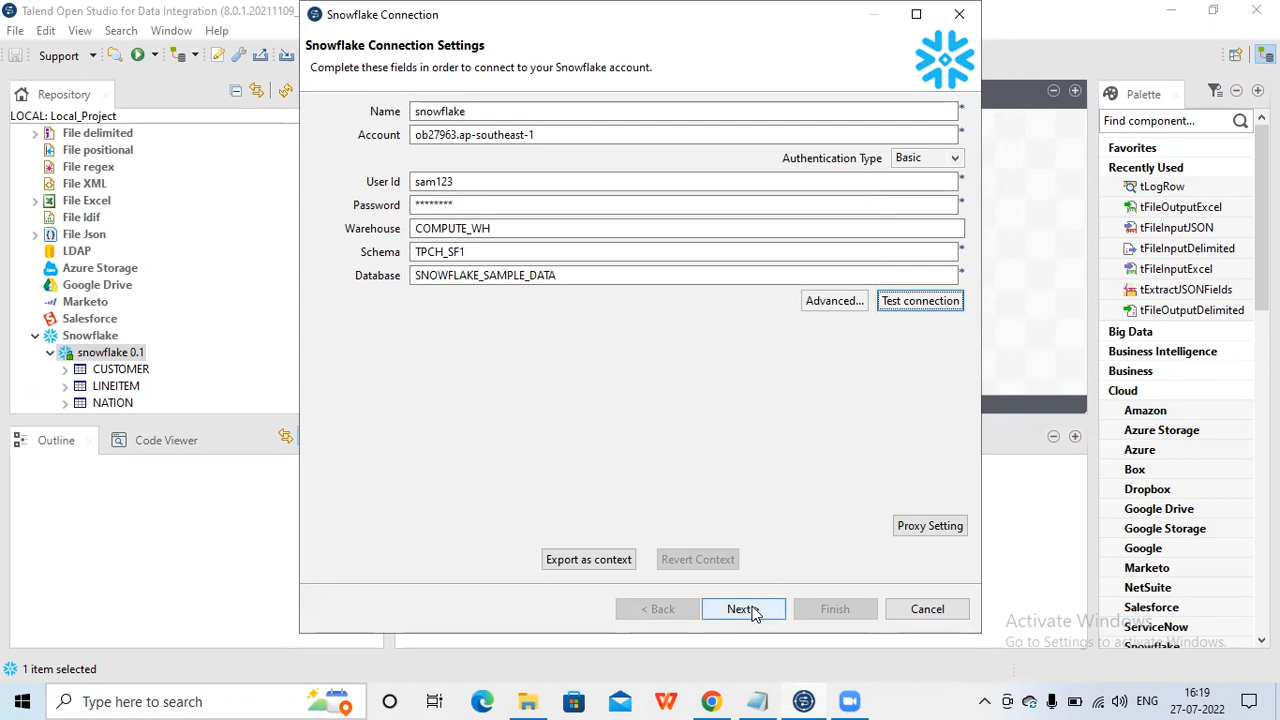 Talend Open Studio for Data Integration (8.0.1.20211109_
Snowflake Connection
File Edit View Search Window Help
Support
Snowflake Connection Settings
Complete these fields in order to connect to your Snowflake account.
Repository
LOCAL: Local_Project
File delimited
File positional
File regex
File XML
File Excel
File ldif
File Json
LDAP
Azure Storage
Google Drive
Marketo
Salesforce
Snowflake
snowflake 0.1
CUSTOMER
LINEITEM
NATION
Outline
Code Viewer
Name snowflake *
Account ob27963.ap-southeast-1 *
Authentication Type Basic
User Id sam123 *
Password ******** *
Warehouse COMPUTE_WH
Schema TPCH_SF1 *
Database SNOWFLAKE_SAMPLE_DATA *
Advanced... Test connection
Proxy Setting
Export as context Revert Context
< Back Next Finish Cancel
Palette
Find component...
Favorites
Recently Used
tLogRow
tFileOutputExcel
tFileInputJSON
tFileInputDelimited
tFileInputExcel
tExtractJSONFields
tFileOutputDelimited
Big Data
Business Intelligence
Business
Cloud
Amazon
Azure Storage
Azure
Box
Dropbox
Google Drive
Google Storage
Google
Marketo
NetSuite
Salesforce
ServiceNow
Snowflake
Activate Windows
Go to Settings to activate Windows.
1 item selected
Type here to search
ENG
16:19
27-07-2022